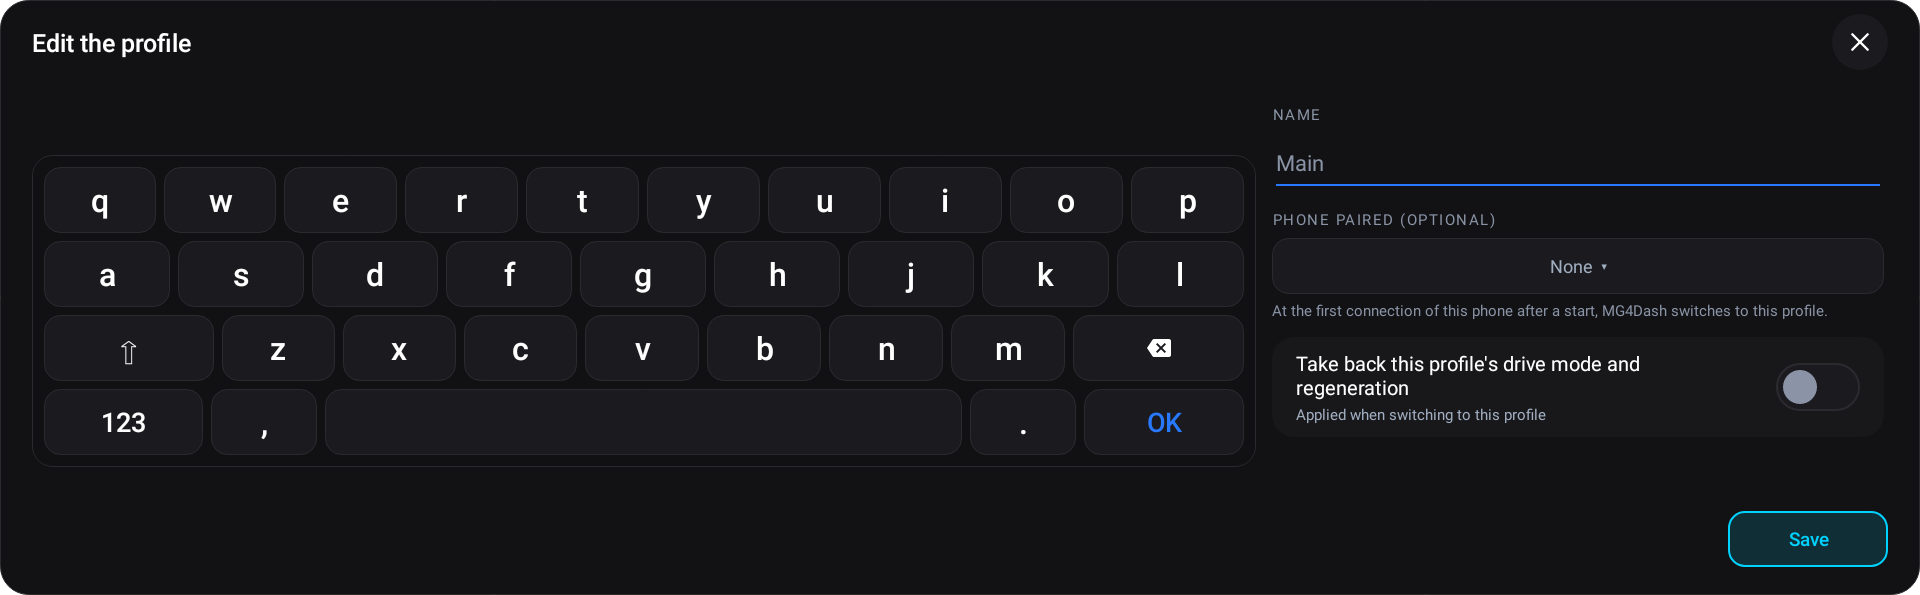 Edit the profile
NAME
Main
PHONE PAIRED (OPTIONAL)
None ▾
At the first connection of this phone after a start, MG4Dash switches to this profile.
Take back this profile's drive mode and
regeneration
Applied when switching to this profile
q w e r t y u i o p
a s d f g h j k l
⇧ z x c v b n m ⌫
123 , . OK
Save